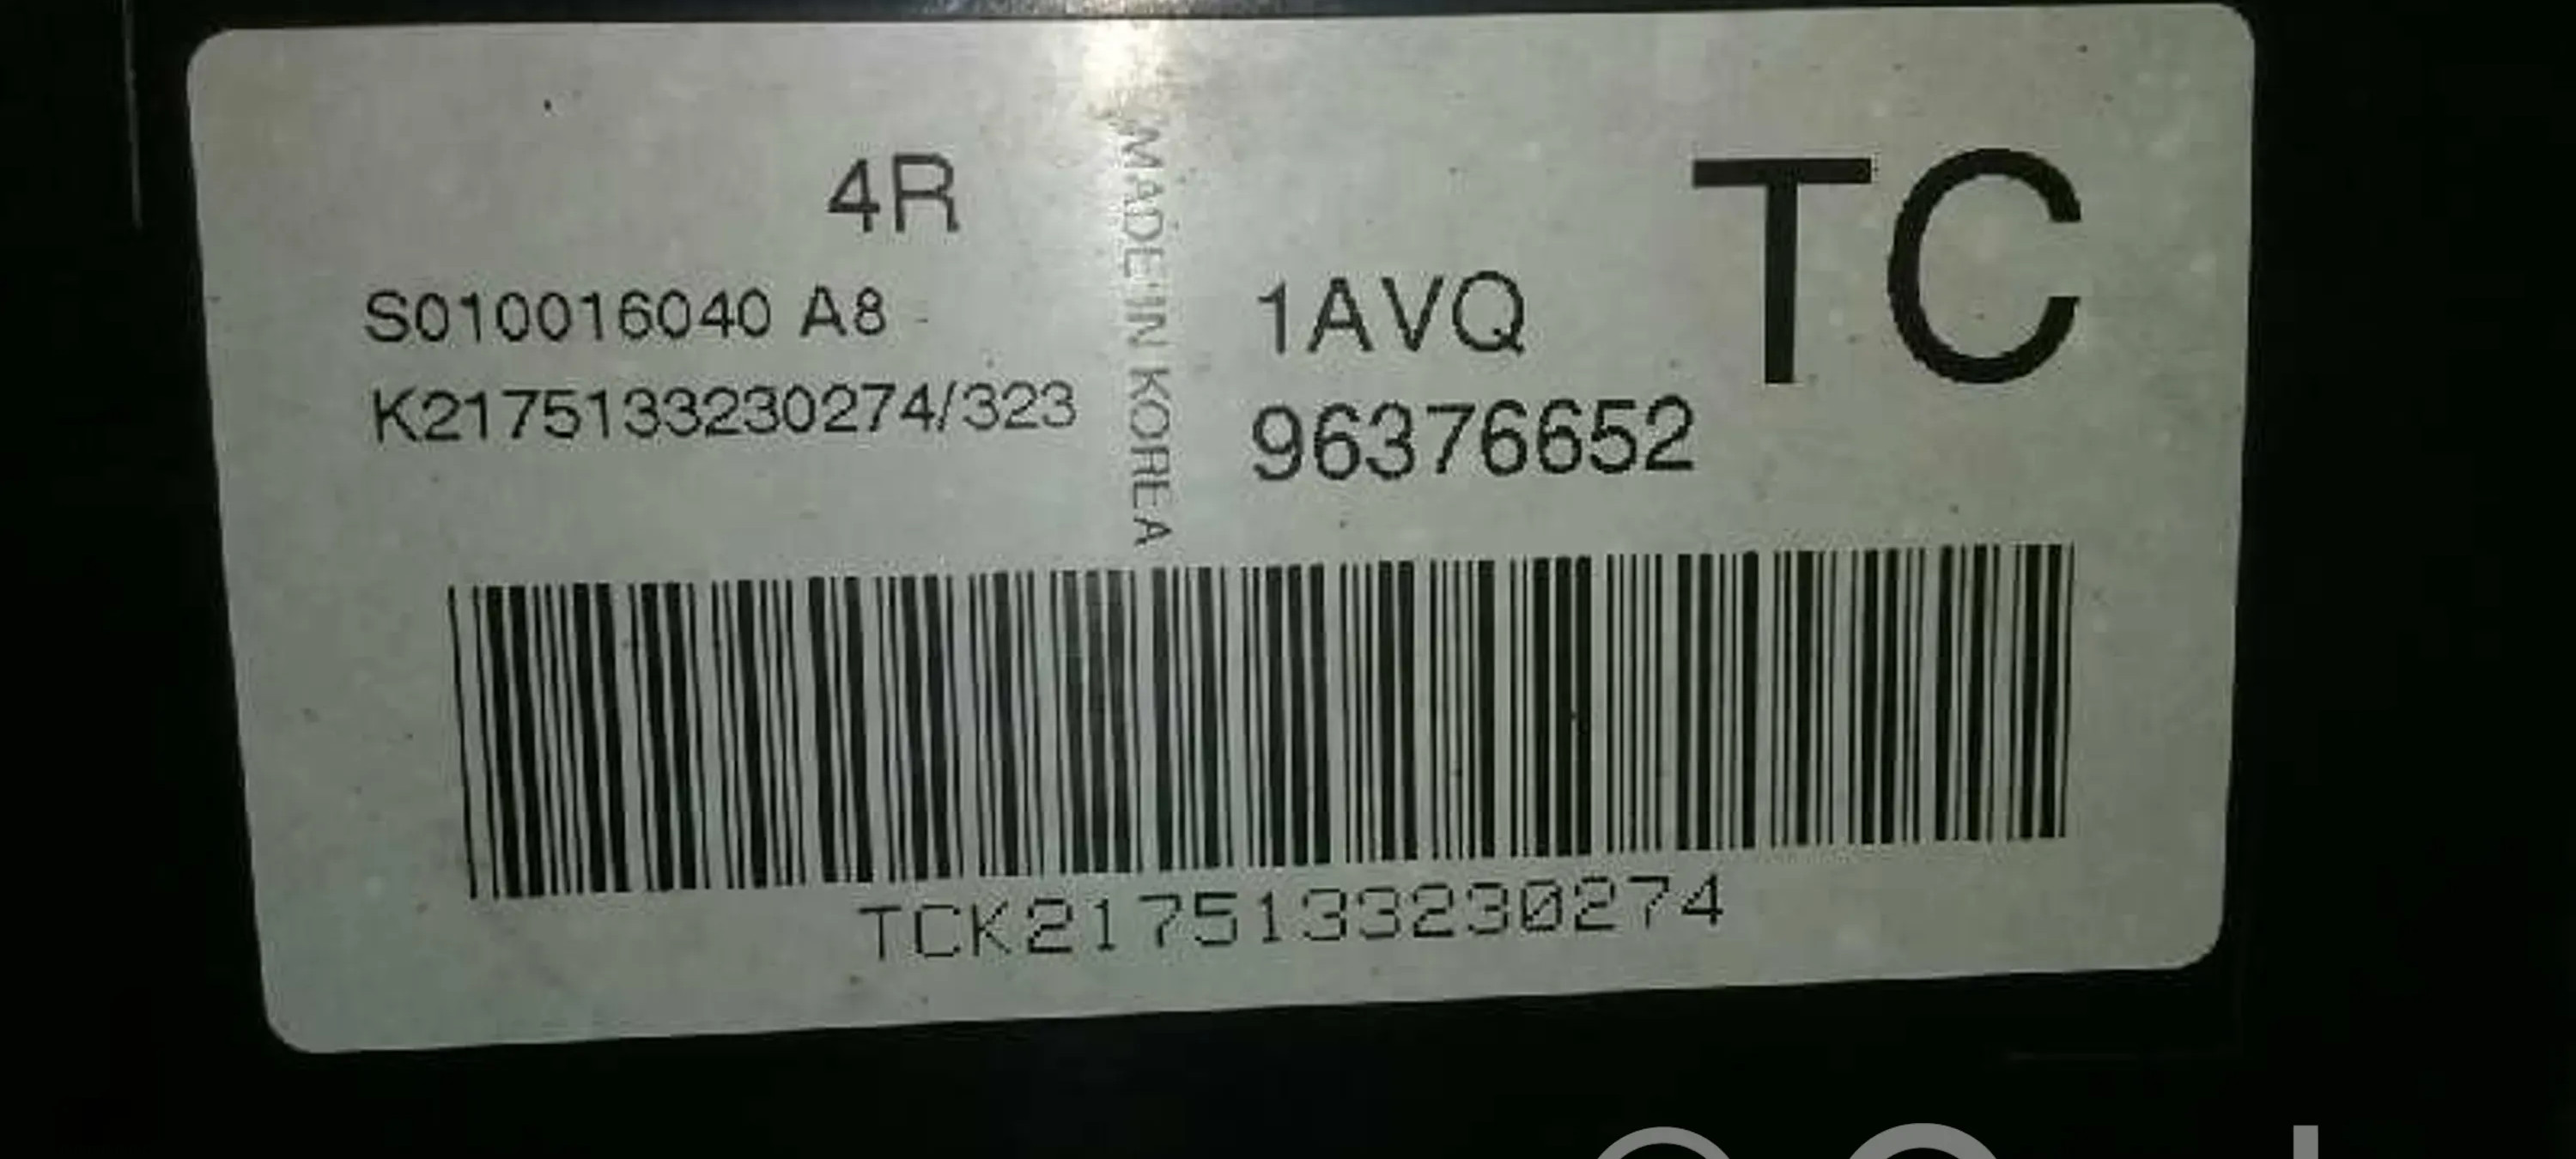 4R
S010016040 A8
K2175133230274/323
MADE IN KOREA
1AVQ
96376652
TC
TCK2175133230274